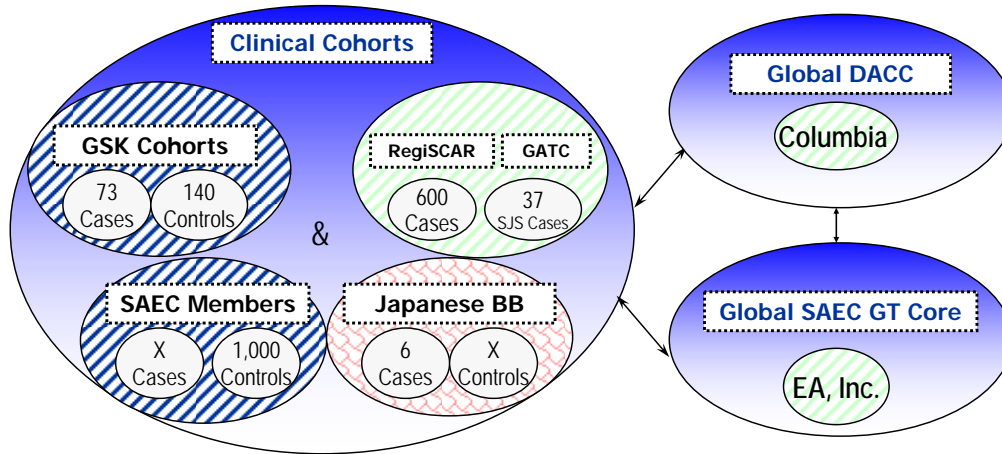 Clinical Cohorts
GSK Cohorts
73
Cases
140
Controls
RegiSCAR
GATC
600
Cases
37
SJS Cases
&
SAEC Members
X
Cases
1,000
Controls
Japanese BB
6
Cases
X
Controls
Global DACC
Columbia
Global SAEC GT Core
EA, Inc.